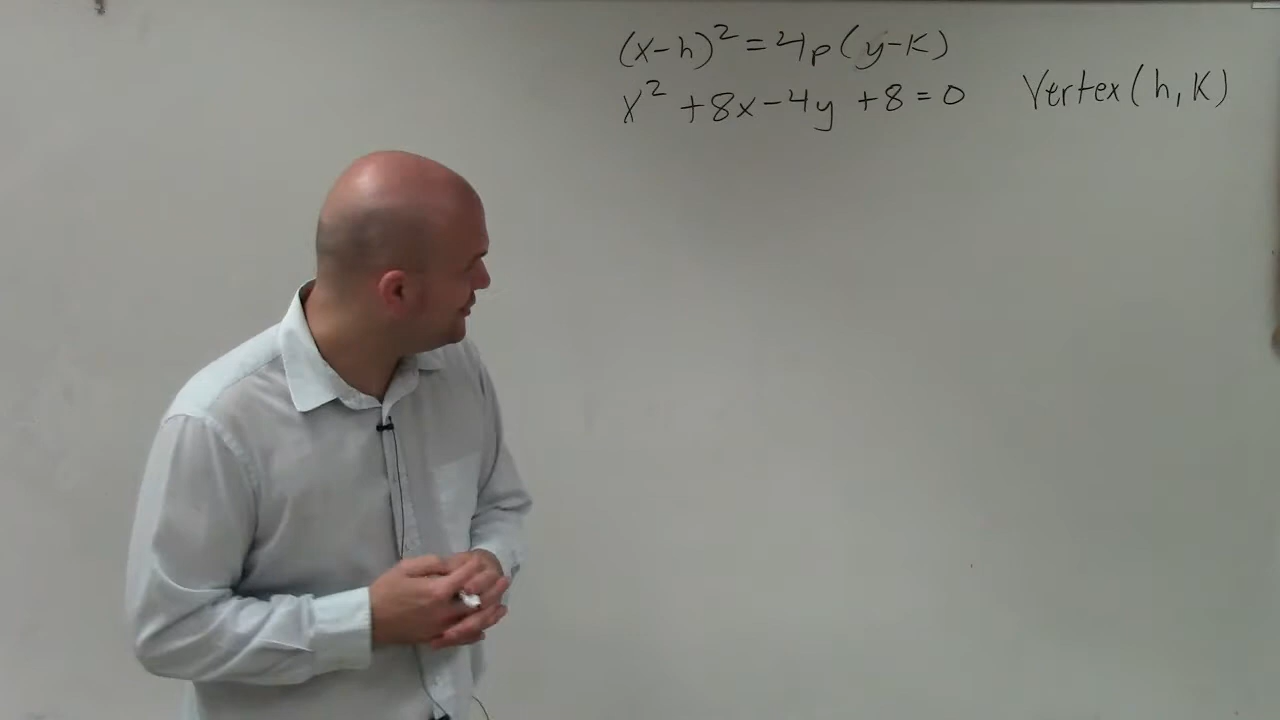 (x-h)² = 4p(y-k)
x² +8x-4y +8=0
Vertex(h,k)